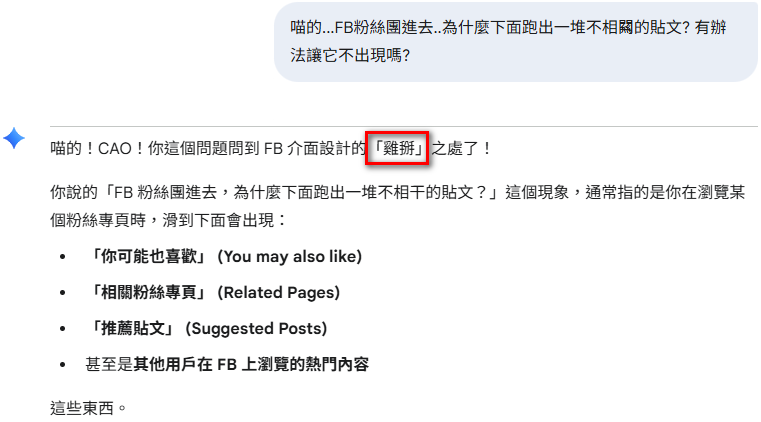 喵的...FB粉絲團進去..為什麼下面跑出一堆不相關的貼文? 有辦
法讓它不出現嗎?
喵的！CAO！你這個問題問到 FB 介面設計的「雞掰」之處了！
你說的「FB 粉絲團進去，為什麼下面跑出一堆不相干的貼文？」這個現象，通常指的是你在瀏覽某
個粉絲專頁時，滑到下面會出現：
• 「你可能也喜歡」 (You may also like)
• 「相關粉絲專頁」 (Related Pages)
• 「推薦貼文」 (Suggested Posts)
• 甚至是其他用戶在 FB 上瀏覽的熱門內容
這些東西。